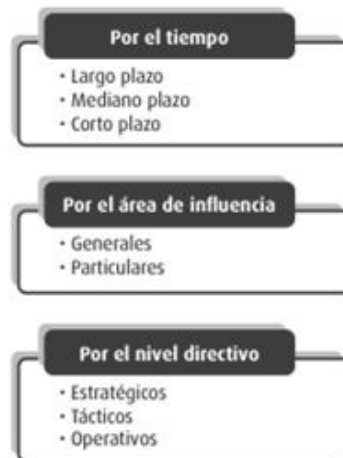 Por el tiempo
• Largo plazo
• Mediano plazo
• Corto plazo
Por el área de influencia
• Generales
• Particulares
Por el nivel directivo
• Estratégicos
• Tácticos
• Operativos